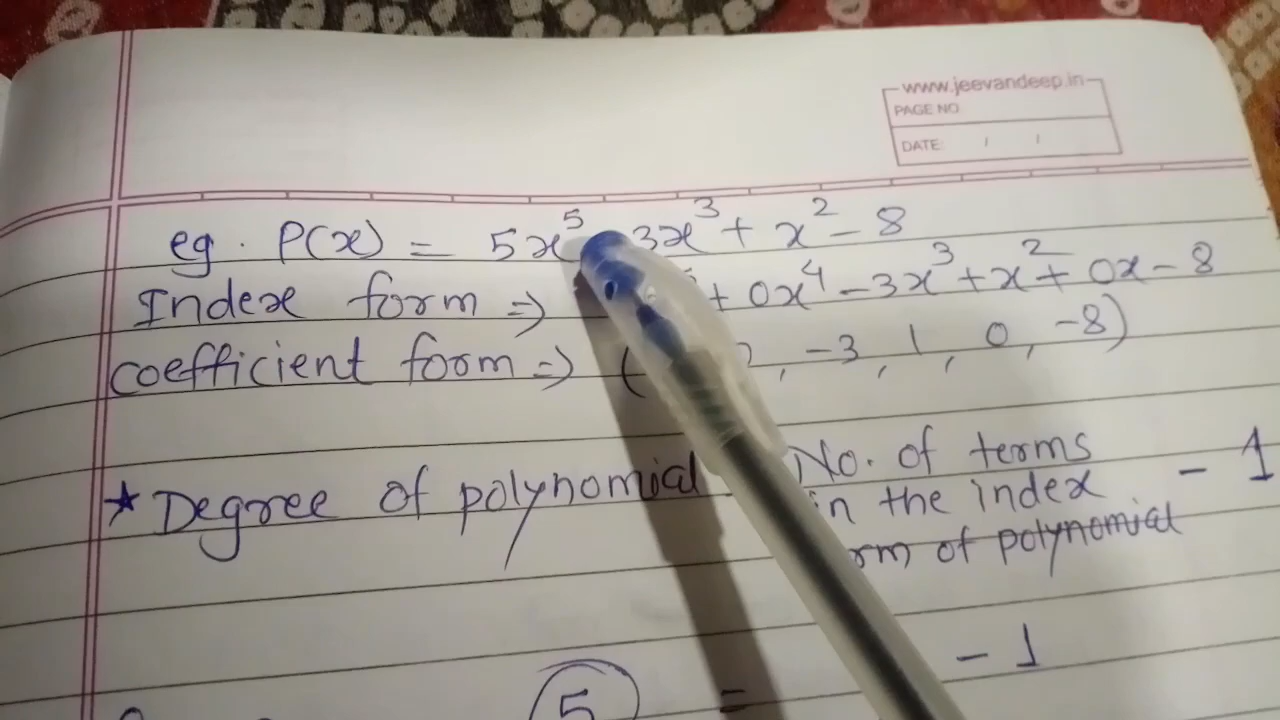 www.jeevandeep.in
PAGE NO
DATE: / /
eg. P(x) = 5x⁵ 3x³ + x² - 8
Index form => + 0x⁴ - 3x³ + x² + 0x - 8
coefficient form => ( , -3, 1, 0, -8)
★ Degree of polynomial No. of terms
in the index - 1
of polynomial
5 = - 1